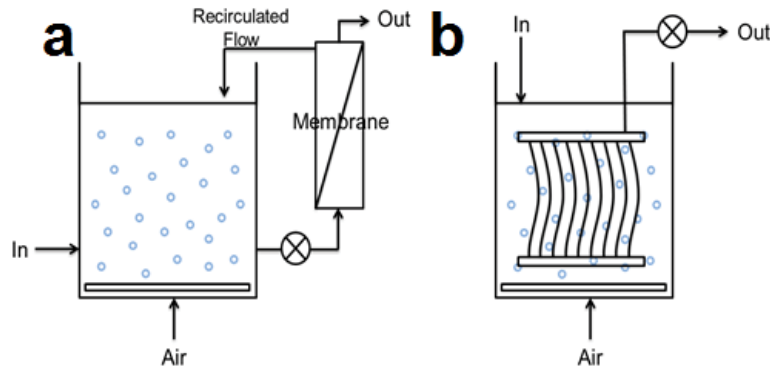 a
Recirculated
Flow
Out
Membrane
In
Air
b
In
Out
Air